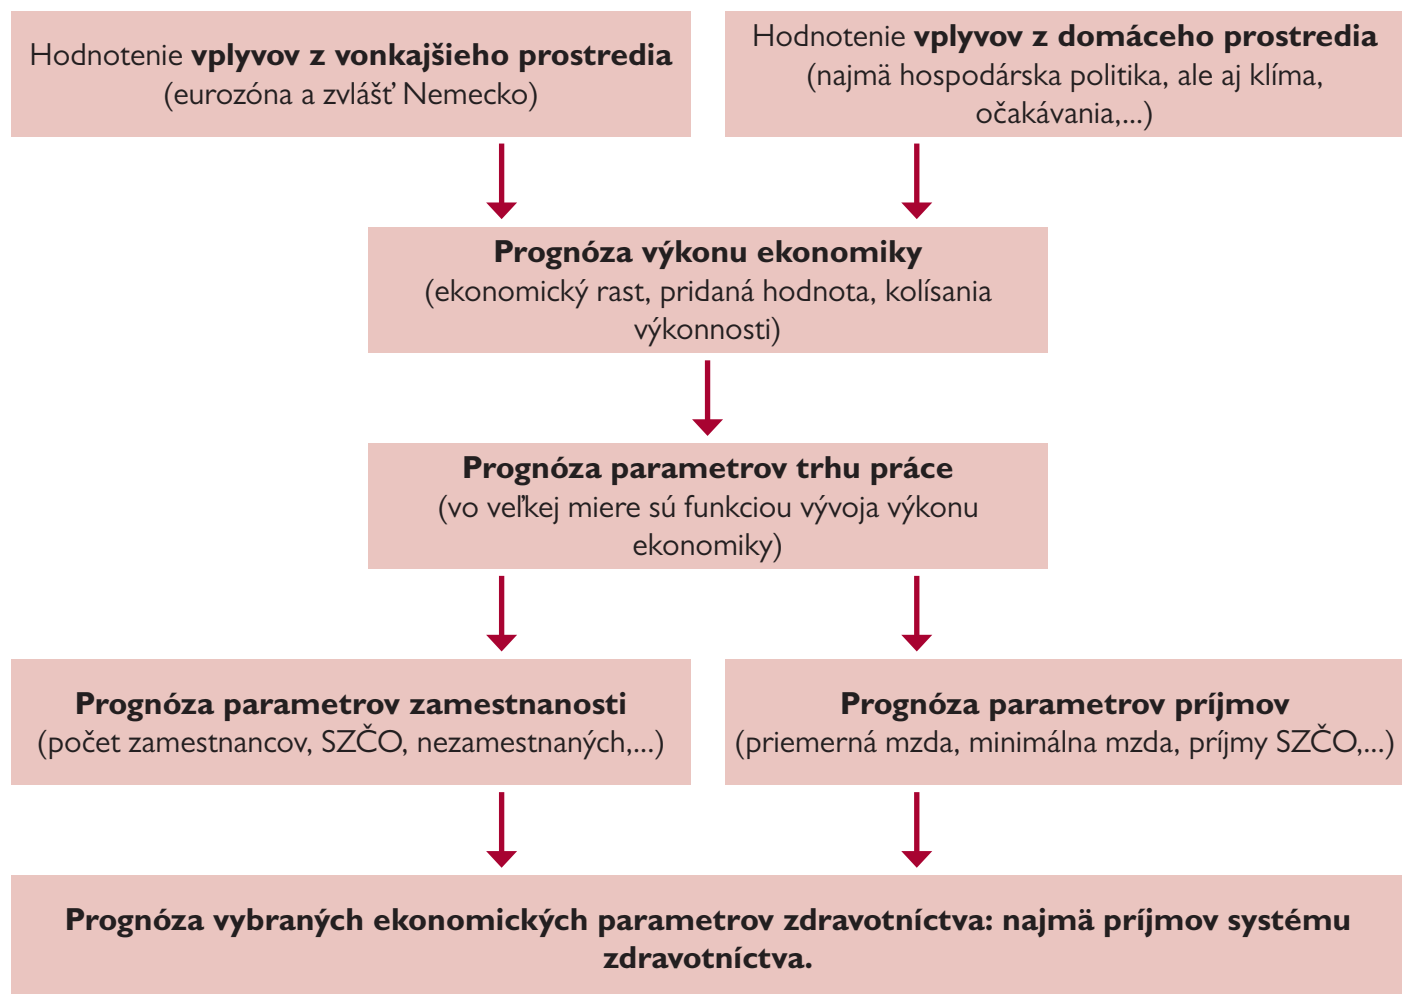 Hodnotenie vplyvov z vonkajšieho prostredia
(eurozóna a zvlášť Nemecko)
Hodnotenie vplyvov z domáceho prostredia
(najmä hospodárska politika, ale aj klíma,
očakávania,...)
Prognóza výkonu ekonomiky
(ekonomický rast, pridaná hodnota, kolísania
výkonnosti)
Prognóza parametrov trhu práce
(vo veľkej miere sú funkciou vývoja výkonu
ekonomiky)
Prognóza parametrov zamestnanosti
(počet zamestnancov, SZČO, nezamestnaných,...)
Prognóza parametrov príjmov
(priemerná mzda, minimálna mzda, príjmy SZČO,...)
Prognóza vybraných ekonomických parametrov zdravotníctva: najmä príjmov systému
zdravotníctva.